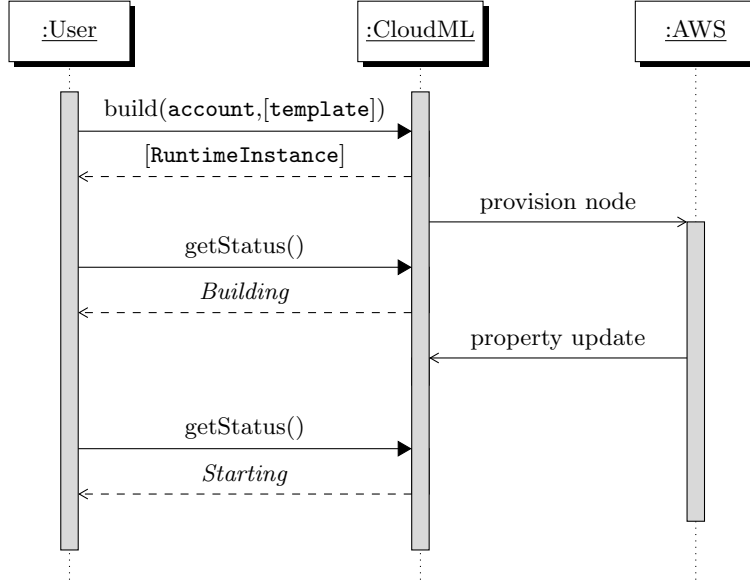 :User
:CloudML
:AWS
build(account,[template])
[RuntimeInstance]
provision node
getStatus()
Building
property update
getStatus()
Starting